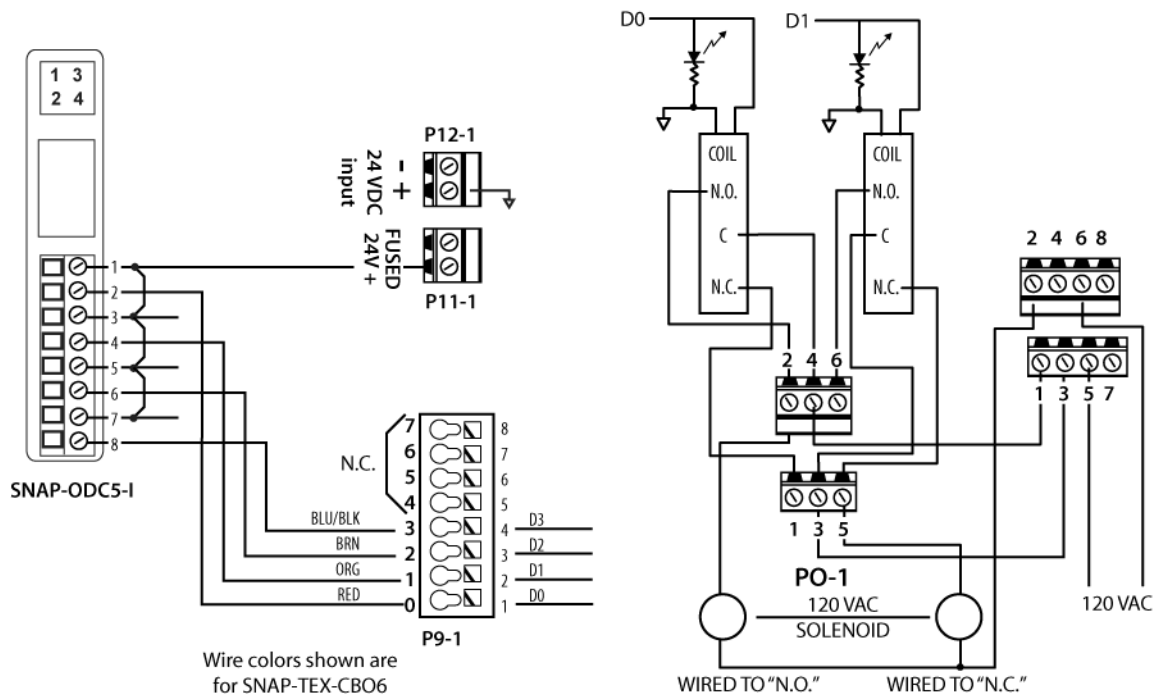 1 3
2 4
1
2
3
4
5
6
7
8
SNAP-ODC5-I
P12-1
-
+
24 VDC
input
FUSED
24V +
P11-1
N.C.
7
6
5
4
3
2
1
0
8
7
6
5
4
3
2
1
BLU/BLK
BRN
ORG
RED
D3
D2
D1
D0
P9-1
Wire colors shown are
for SNAP-TEX-CBO6
D0
D1
COIL
N.O.
C
N.C.
COIL
N.O.
C
N.C.
2 4 6
1 3 5
PO-1
2 4 6 8
1 3 5 7
120 VAC
120 VAC
SOLENOID
WIRED TO “N.O.”
WIRED TO “N.C.”